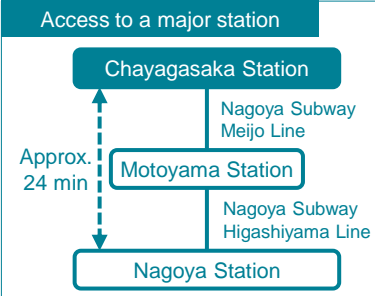 Access to a major station
Chayagasaka Station
Nagoya Subway
Meijo Line
Approx.
24 min
Motoyama Station
Nagoya Subway
Higashiyama Line
Nagoya Station